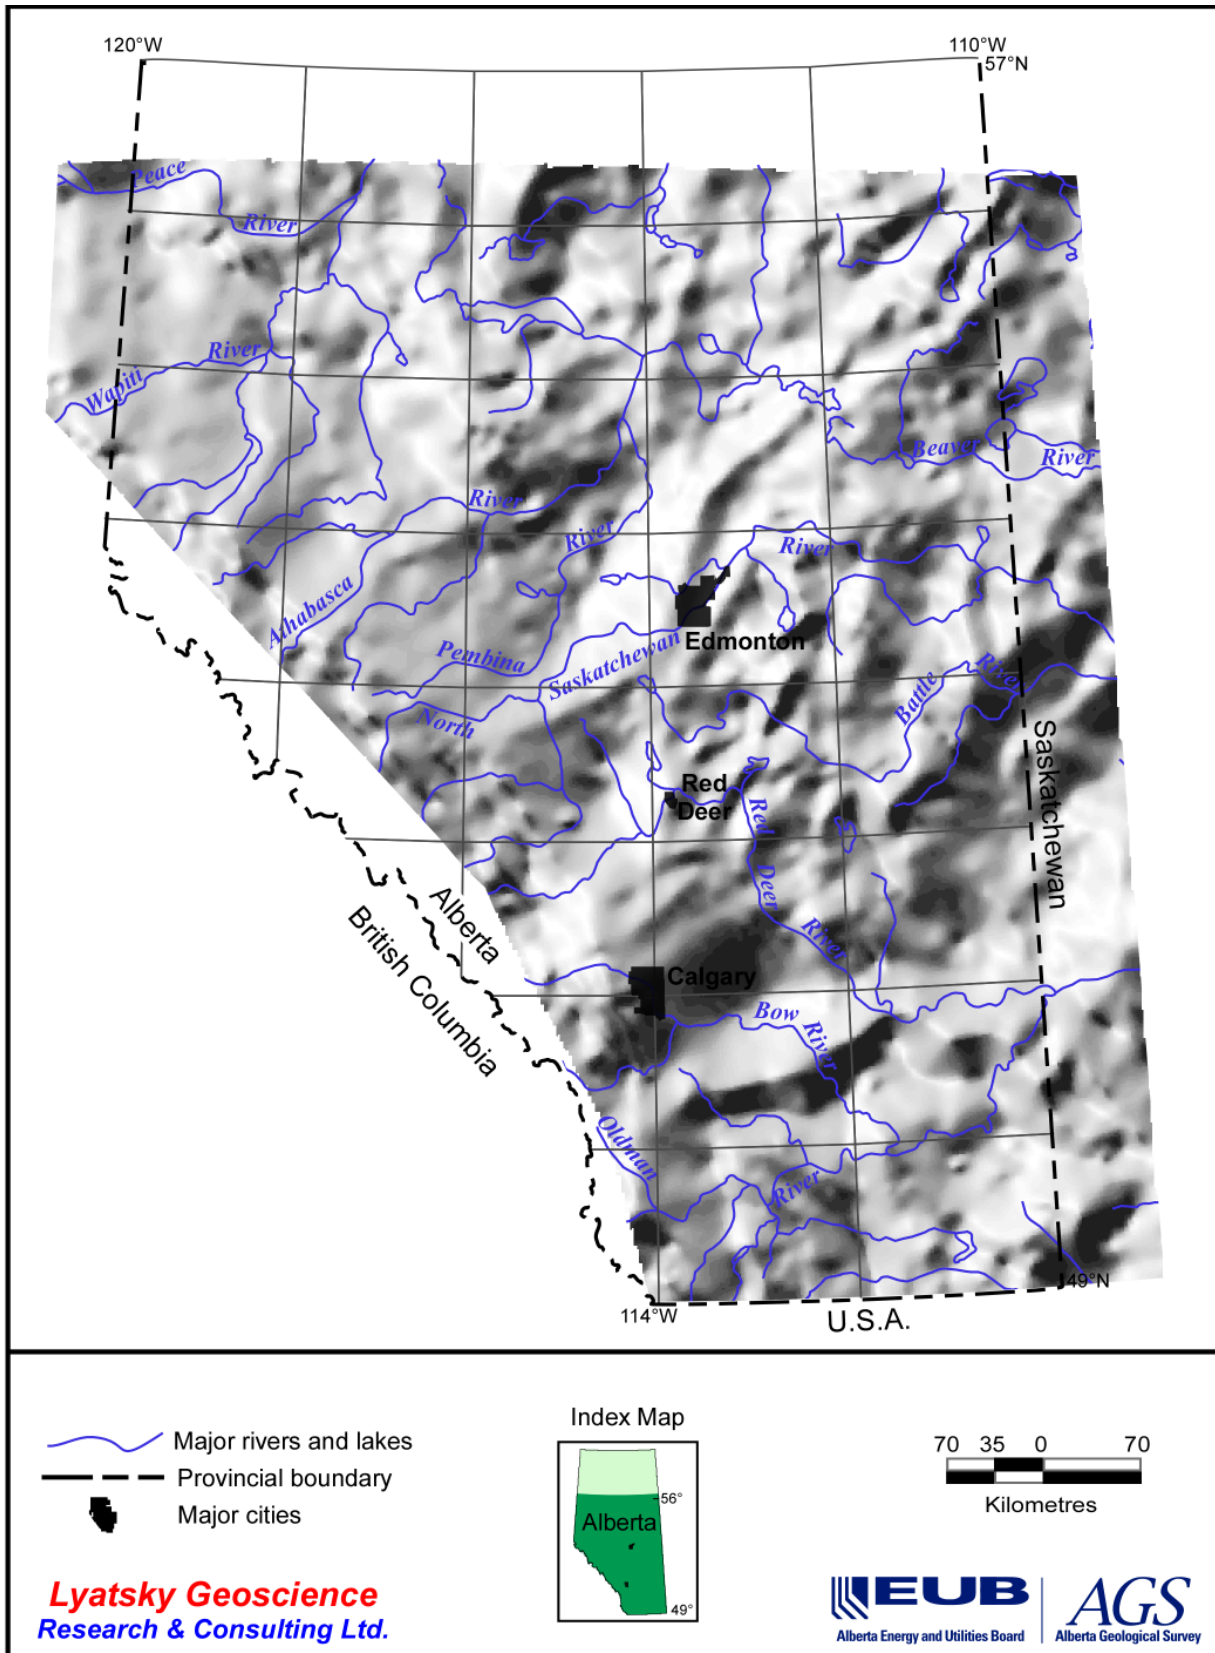 120°W
110°W
57°N
Peace
River
River
Wapiti
Beaver
River
River
River
River
Athabasca
Edmonton
Pembina
Saskatchewan
North
Battle
River
Saskatchewan
Red
Deer
Red
Deer
River
Alberta
British Columbia
Calgary
Bow
River
Oldman
River
49°N
114°W
U.S.A.
Index Map
Major rivers and lakes
Provincial boundary
Major cities
56°
Alberta
49°
70 35 0 70
Kilometres
Lyatsky Geoscience
Research & Consulting Ltd.
EUB
Alberta Energy and Utilities Board
AGS
Alberta Geological Survey